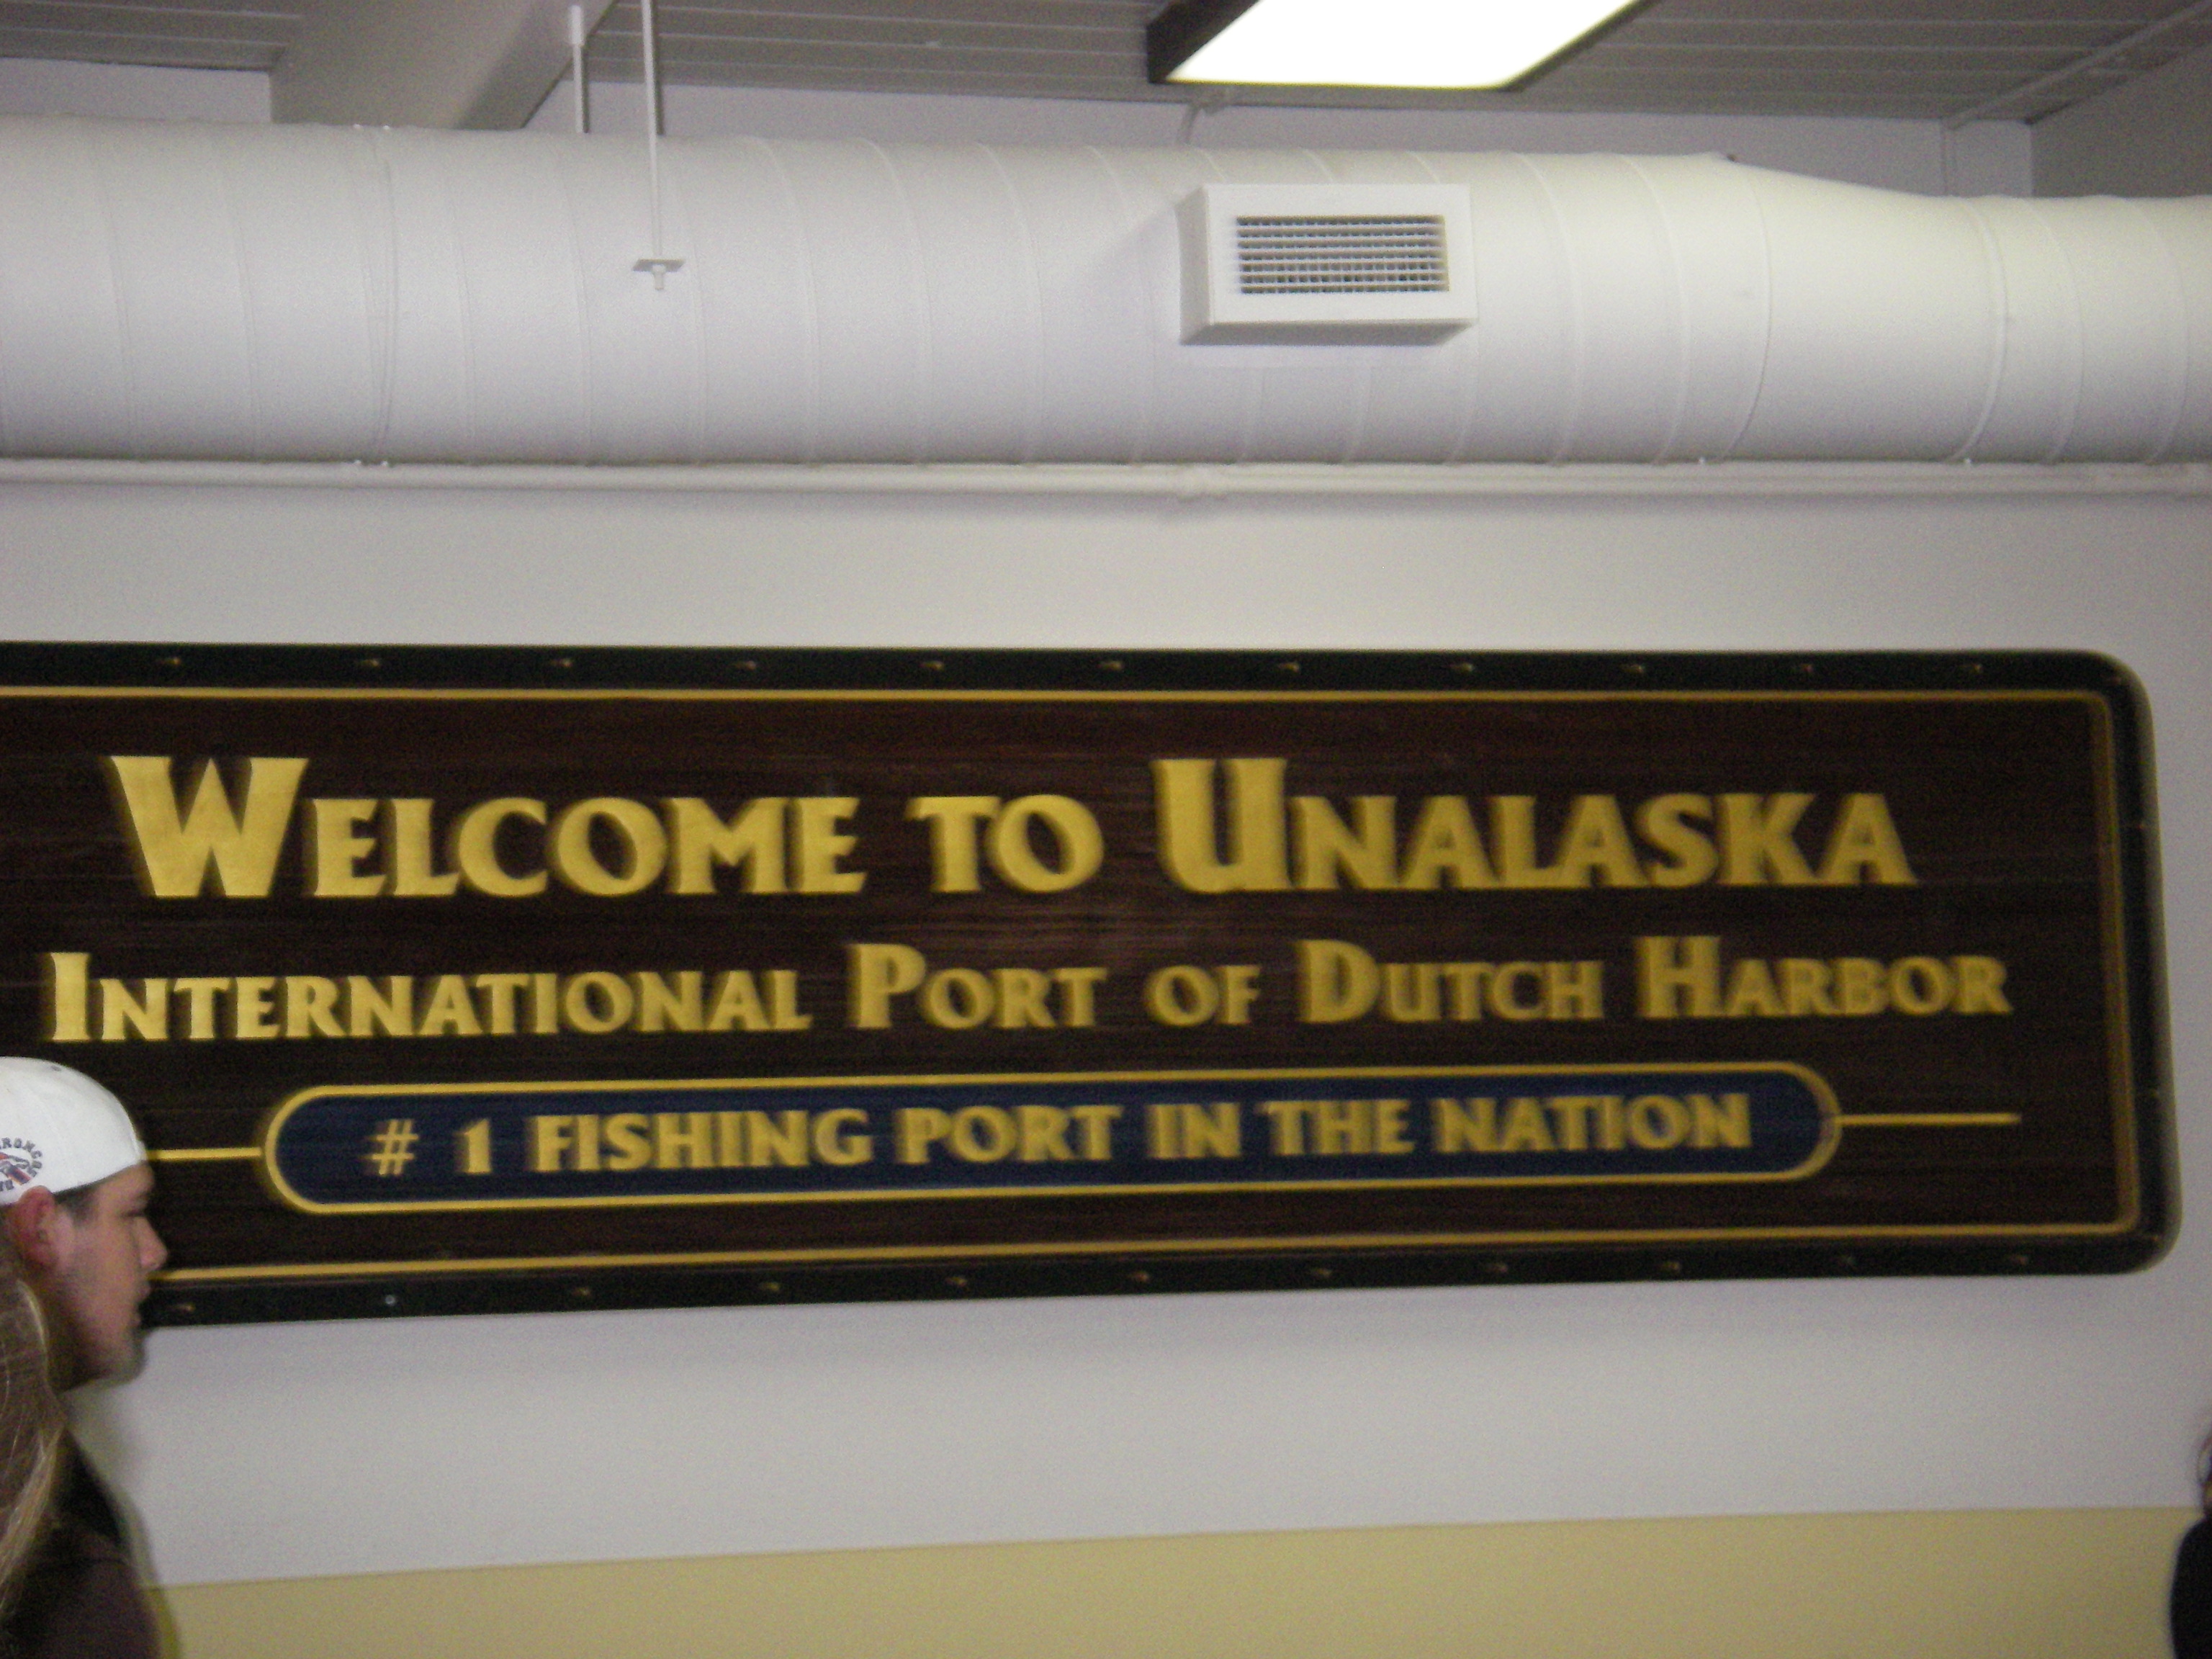 WELCOME TO UNALASKA
INTERNATIONAL PORT OF DUTCH HARBOR
# 1 FISHING PORT IN THE NATION